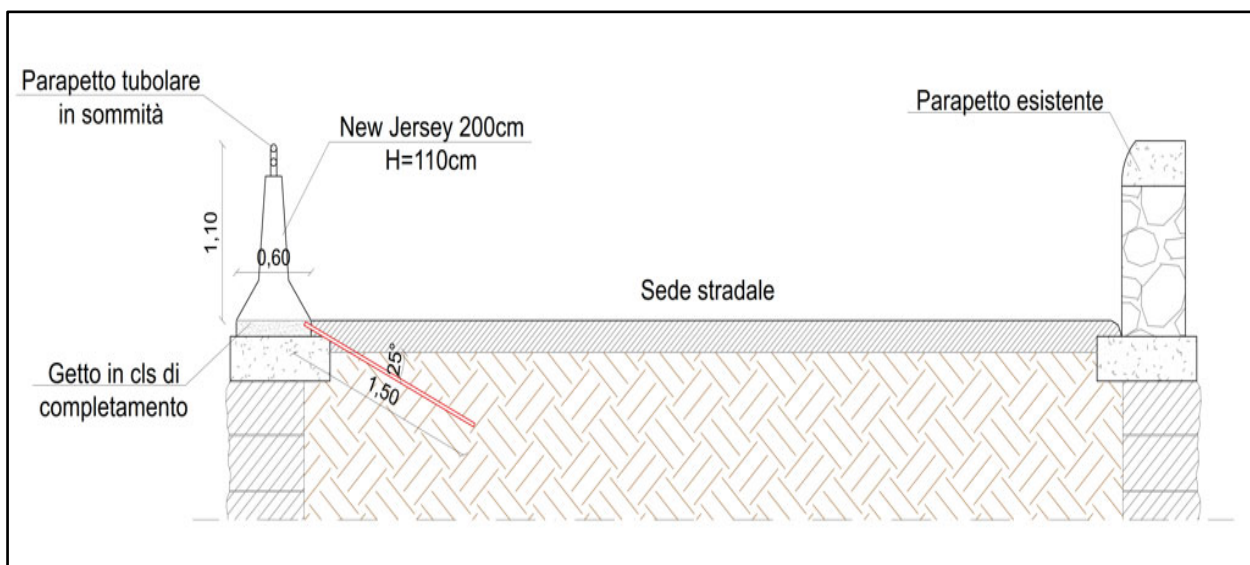 Parapetto tubolare
in sommità
New Jersey 200cm
H=110cm
Parapetto esistente
1,10
0,60
Sede stradale
25°
1,50
Getto in cls di
completamento